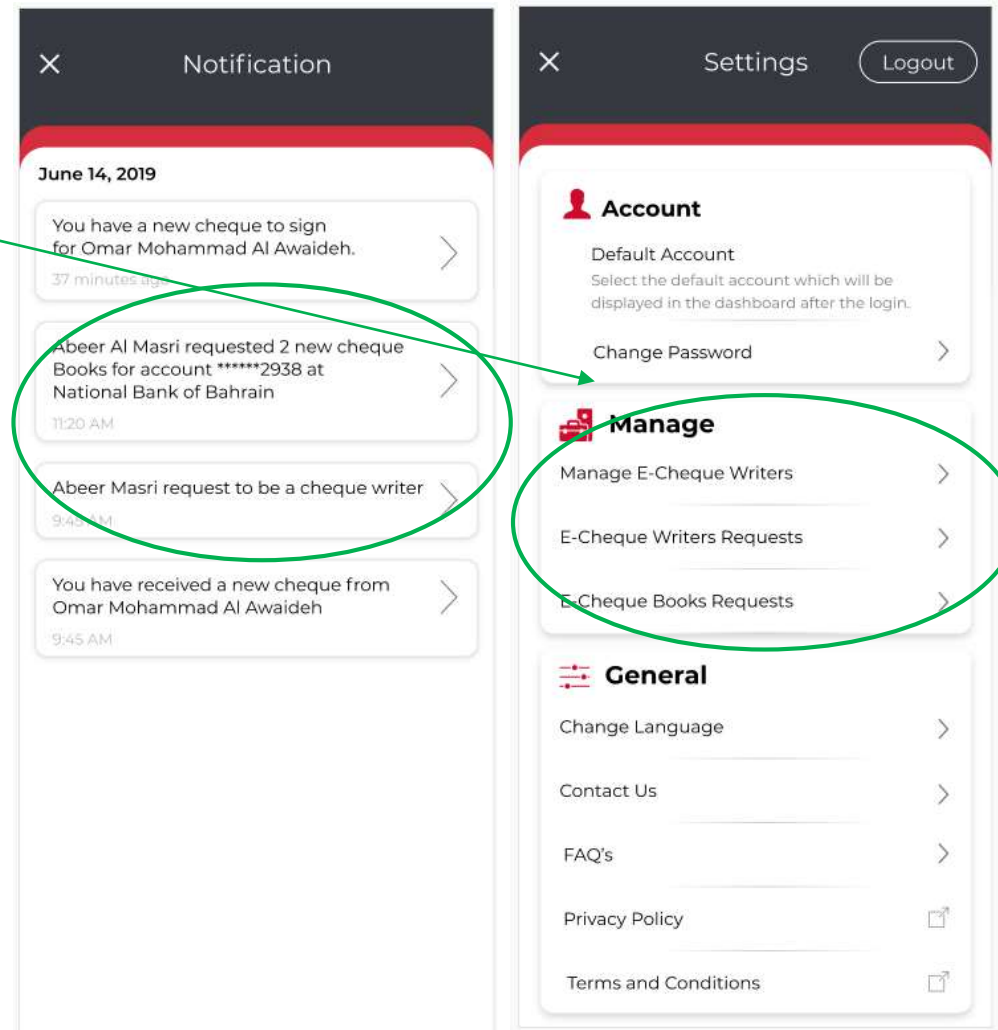 Notification
June 14, 2019
You have a new cheque to sign
for Omar Mohammad Al Awaideh.
37 minutes ago
Abeer Al Masri requested 2 new cheque
Books for account ******2938 at
National Bank of Bahrain
11:20 AM
Abeer Masri request to be a cheque writer
9:45 AM
You have received a new cheque from
Omar Mohammad Al Awaideh
9:45 AM
Settings
Logout
Account
Default Account
Select the default account which will be
displayed in the dashboard after the login.
Change Password
Manage
Manage E-Cheque Writers
E-Cheque Writers Requests
E-Cheque Books Requests
General
Change Language
Contact Us
FAQ's
Privacy Policy
Terms and Conditions